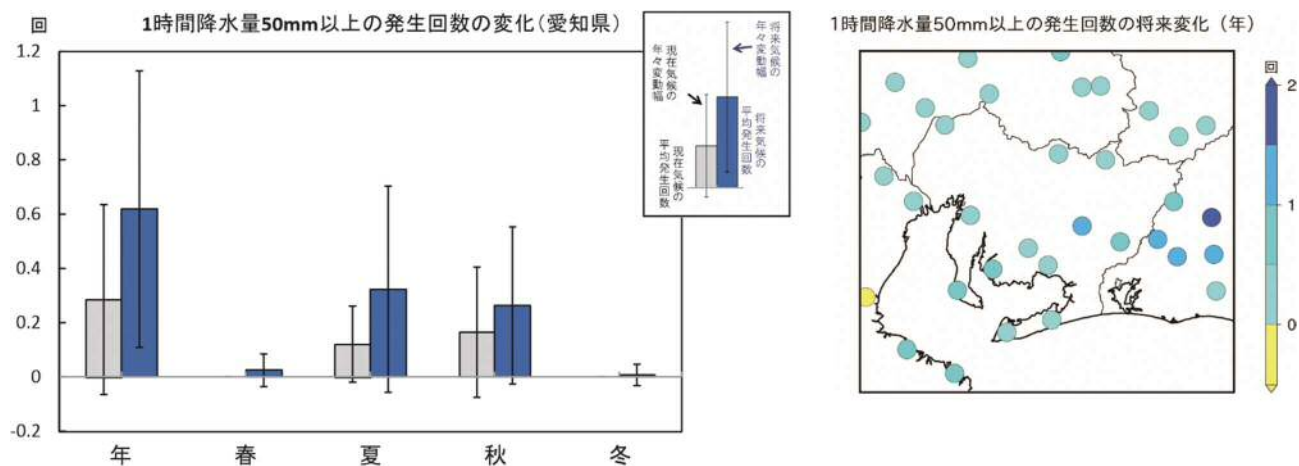 回
1時間降水量50mm以上の発生回数の変化(愛知県)
1.2
1
0.8
0.6
0.4
0.2
0
-0.2
年
春
夏
秋
冬
現在気候の
年々変動幅
将来気候の
年々変動幅
現在気候の
平均発生回数
将来気候の
平均発生回数
1時間降水量50mm以上の発生回数の将来変化（年）
回
2
1
0